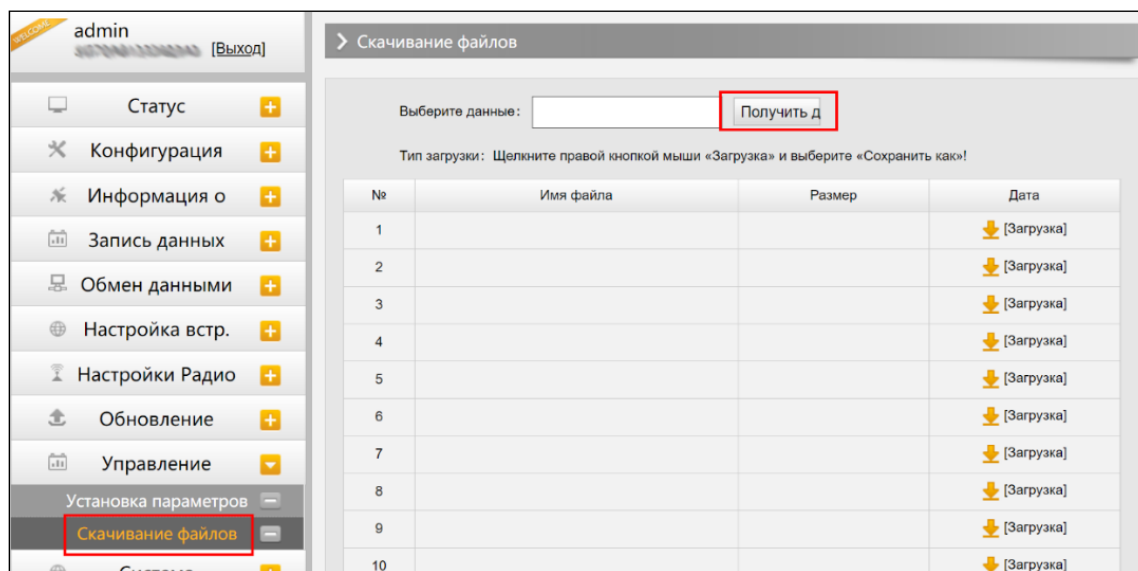 WELCOME
admin
[Выход]
Статус
Конфигурация
Информация о
Запись данных
Обмен данными
Настройка встр.
Настройки Радио
Обновление
Управление
Установка параметров
Скачивание файлов
Скачивание файлов
Выберите данные:
Получить д
Тип загрузки: Щелкните правой кнопкой мыши «Загрузка» и выберите «Сохранить как»!
№ Имя файла Размер Дата
1 [Загрузка]
2 [Загрузка]
3 [Загрузка]
4 [Загрузка]
5 [Загрузка]
6 [Загрузка]
7 [Загрузка]
8 [Загрузка]
9 [Загрузка]
10 [Загрузка]